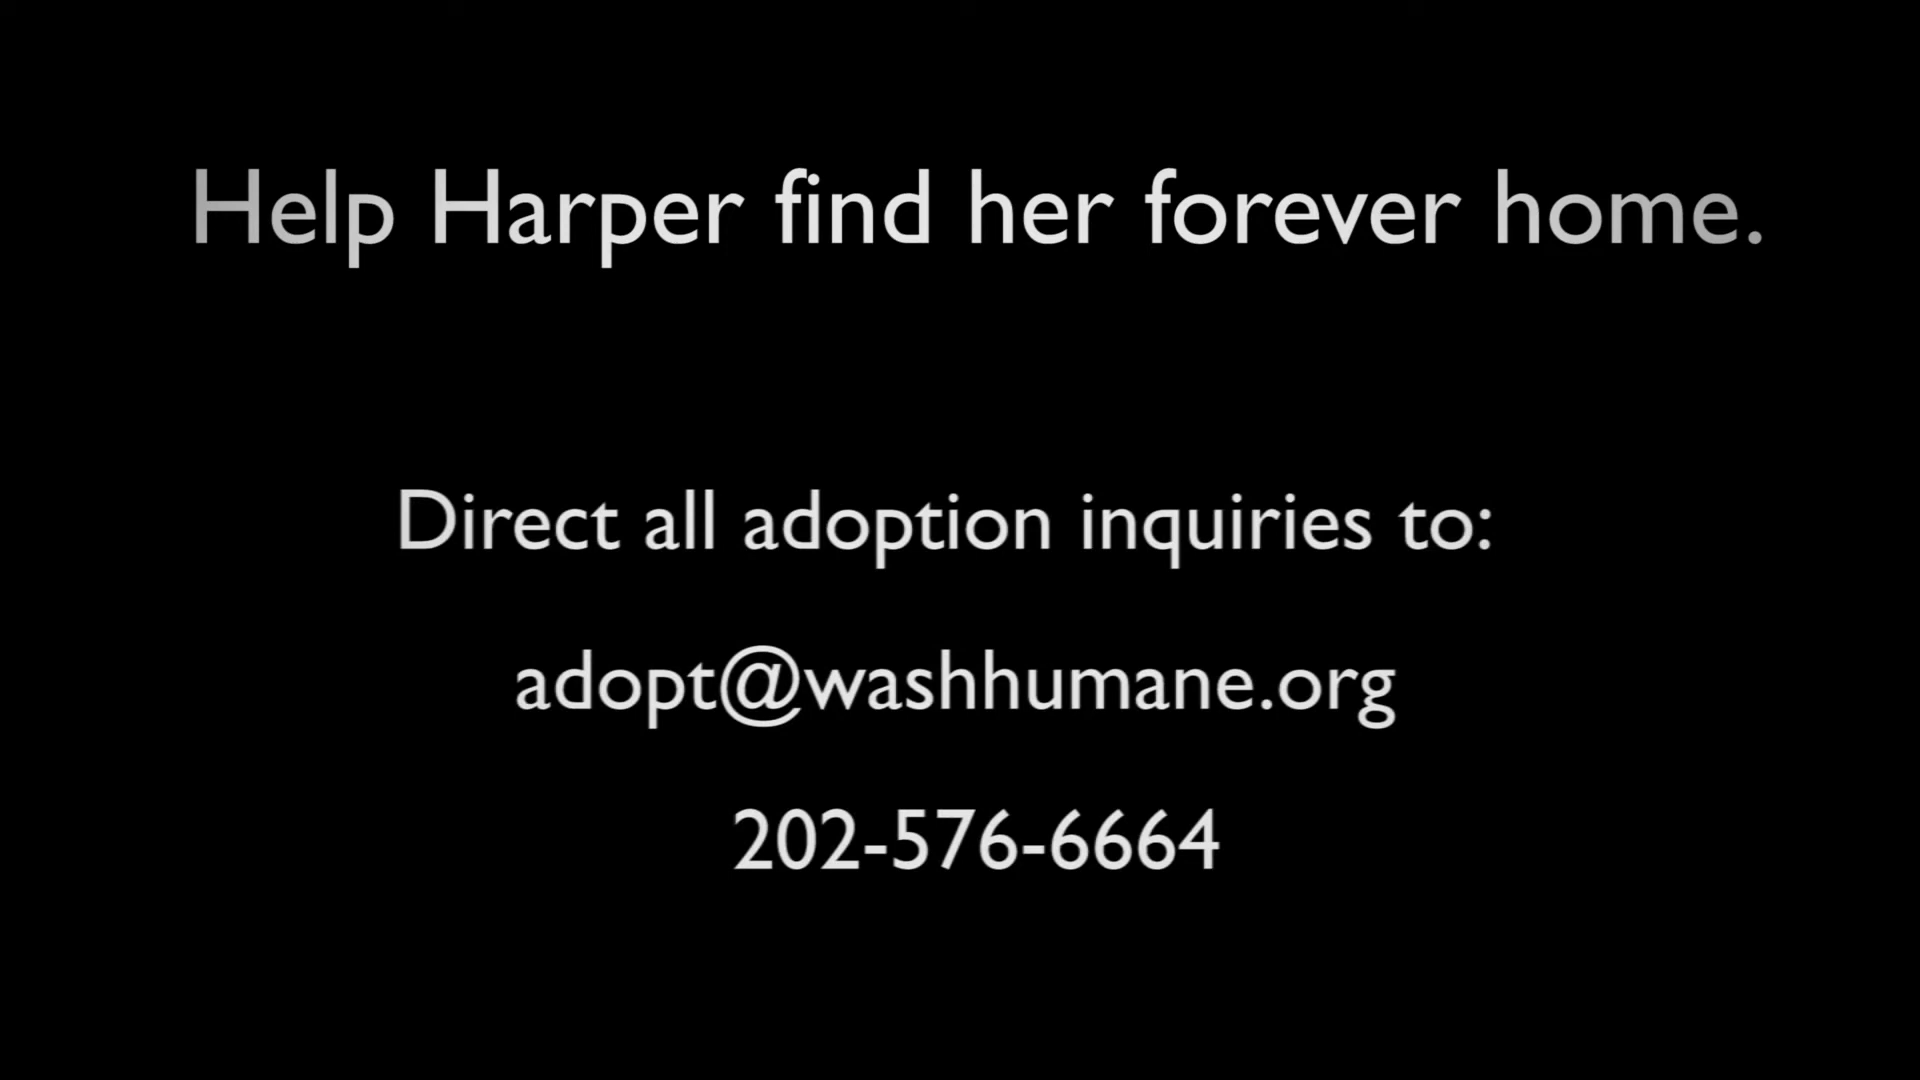 Help Harper find her forever home.
Direct all adoption inquiries to:
adopt@washhumane.org
202-576-6664